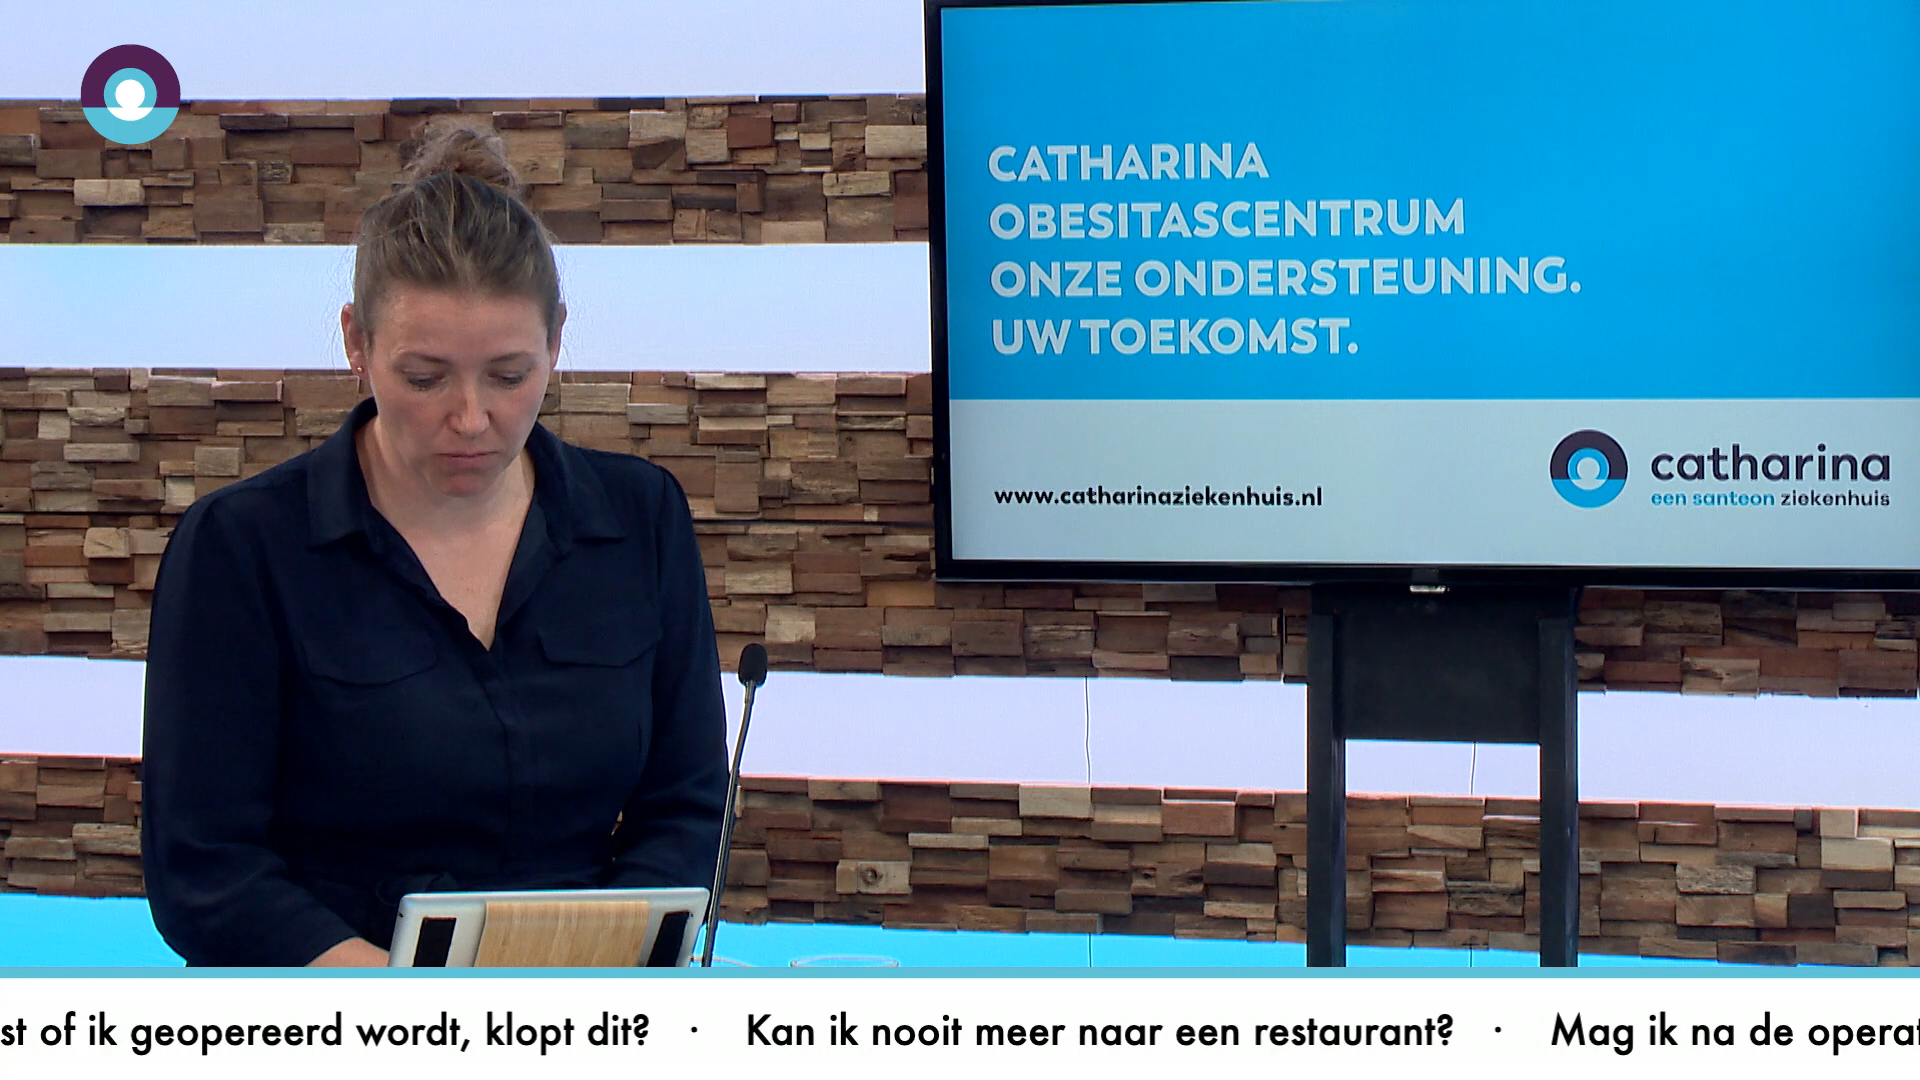 CATHARINA
OBESITASCENTRUM
ONZE ONDERSTEUNING.
UW TOEKOMST.
www.catharinaziekenhuis.nl
catharina
een santeon ziekenhuis
st of ik geopereerd wordt, klopt dit? · Kan ik nooit meer naar een restaurant? · Mag ik na de operat